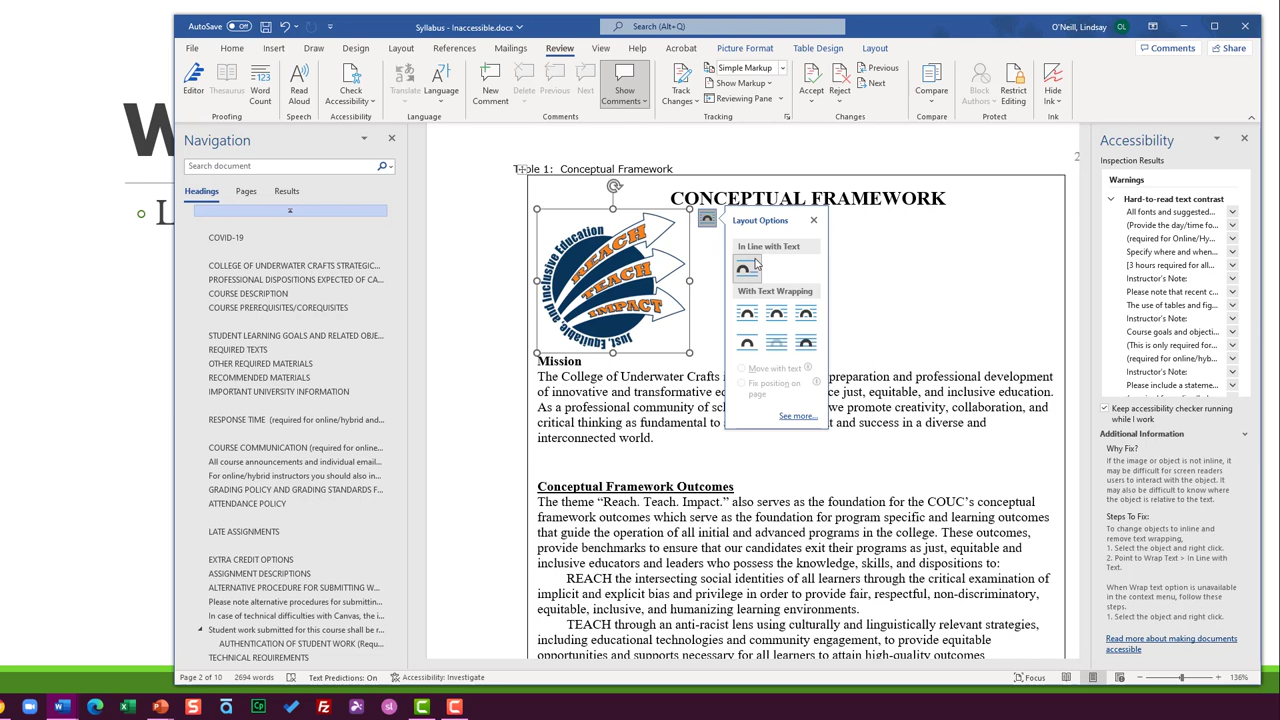 W
L
AutoSave Off Syllabus - Inaccessible.docx Search (Alt+Q) O'Neill, Lindsay OL
File Home Insert Draw Design Layout References Mailings Review View Help Acrobat Picture Format Table Design Layout Comments Share
Editor Thesaurus Word Count Read Aloud Check Accessibility Translate Language New Comment Delete Previous Next Show Comments Track Changes Simple Markup Show Markup Reviewing Pane Accept Reject Previous Next Compare Block Authors Restrict Editing Hide Ink
Proofing Speech Accessibility Language Comments Tracking Changes Compare Protect Ink
Navigation
Search document
Headings Pages Results
COVID-19
COLLEGE OF UNDERWATER CRAFTS STRATEGIC...
PROFESSIONAL DISPOSITIONS EXPECTED OF CA...
COURSE DESCRIPTION
COURSE PREREQUISITES/COREQUISITES
STUDENT LEARNING GOALS AND RELATED OBJE...
REQUIRED TEXTS
OTHER REQUIRED MATERIALS
RECOMMENDED MATERIALS
IMPORTANT UNIVERSITY INFORMATION
RESPONSE TIME (required for online/hybrid and...
COURSE COMMUNICATION (required for online...
All course announcements and individual email...
For online/hybrid instructors you should also in...
GRADING POLICY AND GRADING STANDARDS F...
ATTENDANCE POLICY
LATE ASSIGNMENTS
EXTRA CREDIT OPTIONS
ASSIGNMENT DESCRIPTIONS
ALTERNATIVE PROCEDURE FOR SUBMITTING W...
Please note alternative procedures for submittin...
In case of technical difficulties with Canvas, the i...
Student work submitted for this course shall be r...
AUTHENTICATION OF STUDENT WORK (Requ...
TECHNICAL REQUIREMENTS
2
Table 1: Conceptual Framework
CONCEPTUAL FRAMEWORK
Just, Equitable and Inclusive Education
REACH
TEACH
IMPACT
Layout Options
In Line with Text
With Text Wrapping
Move with text
Fix position on
page
See more...
Mission
The College of Underwater Crafts preparation and professional development
of innovative and transformative just, equitable, and inclusive education.
As a professional community of we promote creativity, collaboration, and
critical thinking as fundamental to and success in a diverse and
interconnected world.
Conceptual Framework Outcomes
The theme “Reach. Teach. Impact.” also serves as the foundation for the COUC’s conceptual
framework outcomes which serve as the foundation for program specific and learning outcomes
that guide the operation of all initial and advanced programs in the college. These outcomes,
provide benchmarks to ensure that our candidates exit their programs as just, equitable and
inclusive educators and leaders who possess the knowledge, skills, and dispositions to:
REACH the intersecting social identities of all learners through the critical examination of
implicit and explicit bias and privilege in order to provide fair, respectful, non-discriminatory,
equitable, inclusive, and humanizing learning environments.
TEACH through an anti-racist lens using culturally and linguistically relevant strategies,
including educational technologies and community engagement, to provide equitable
opportunities and supports necessary for all learners to attain high-quality outcomes
Accessibility
Inspection Results
Warnings
Hard-to-read text contrast
All fonts and suggested...
(Provide the day/time fo...
(required for Online/Hy...
Specify where and when...
[3 hours required for all...
Instructor's Note:
Please note that recent c...
The use of tables and fig...
Instructor's Note:
Course goals and objecti...
(This is only required for...
(required for online/hyb...
Instructor's Note:
Please include a stateme...
Keep accessibility checker running
while I work
Additional Information
Why Fix?
If the image or object is not inline, it
may be difficult for screen readers
users to interact with the object. It
may also be difficult to know where
the object is relative to the text.
Steps To Fix:
To change objects to inline and
remove text wrapping,
1. Select the object and right click.
2. Point to Wrap Text > In Line with
Text.
When Wrap text option is unavailable
in the context menu, follow these
steps.
1. Select the object and right click.
Read more about making documents
accessible
Page 2 of 10 2694 words Text Predictions: On Accessibility: Investigate Focus 136%